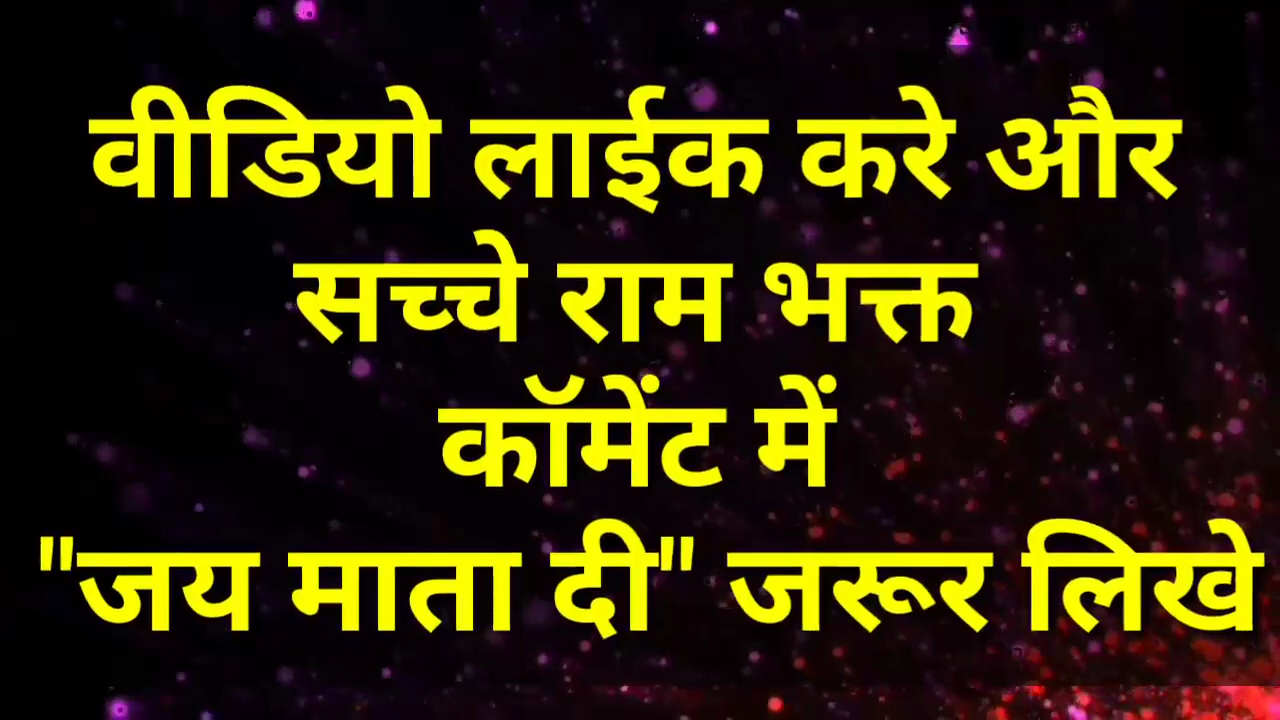 वीडियो लाईक करे और
सच्चे राम भक्त
कॉमेंट में
"जय माता दी" जरूर लिखे